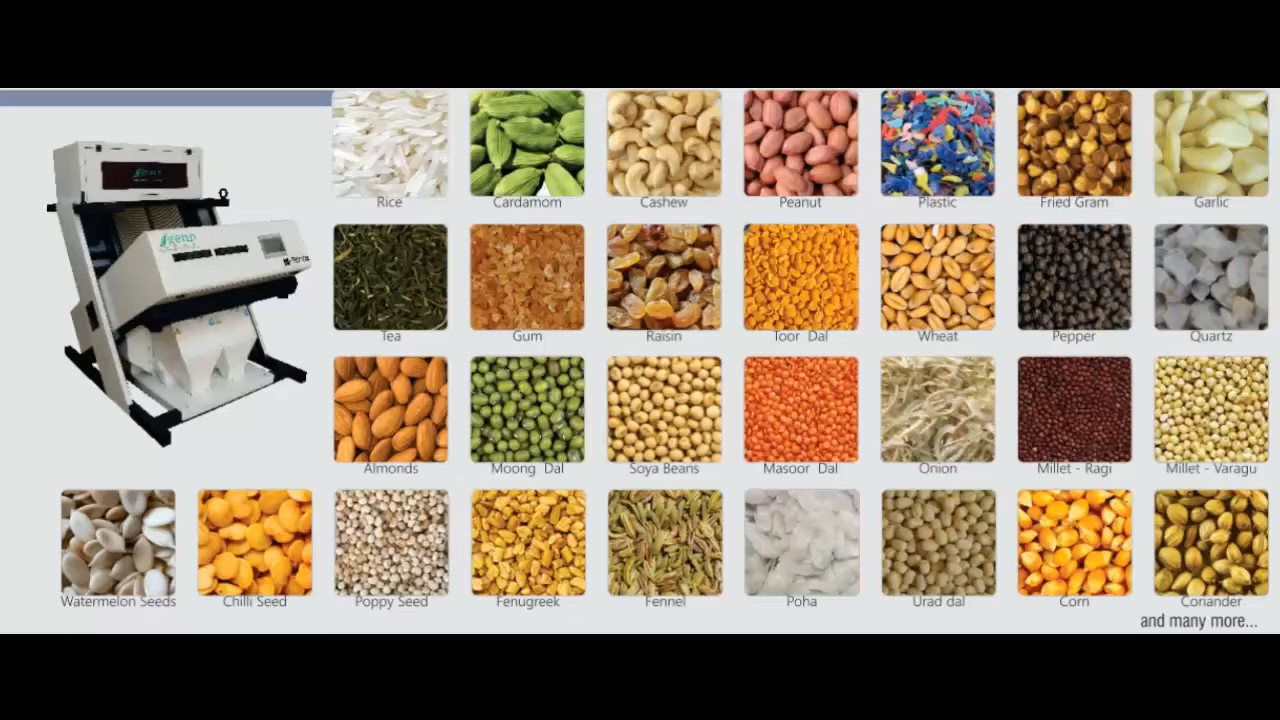 Rice
Cardamom
Cashew
Peanut
Plastic
Fried Gram
Garlic
genn
Tea
Gum
Raisin
Toor Dal
Wheat
Pepper
Quartz
Almonds
Moong Dal
Soya Beans
Masoor Dal
Onion
Millet - Ragi
Millet - Varagu
Watermelon Seeds
Chilli Seed
Poppy Seed
Fenugreek
Fennel
Poha
Urad dal
Corn
Coriander
and many more...